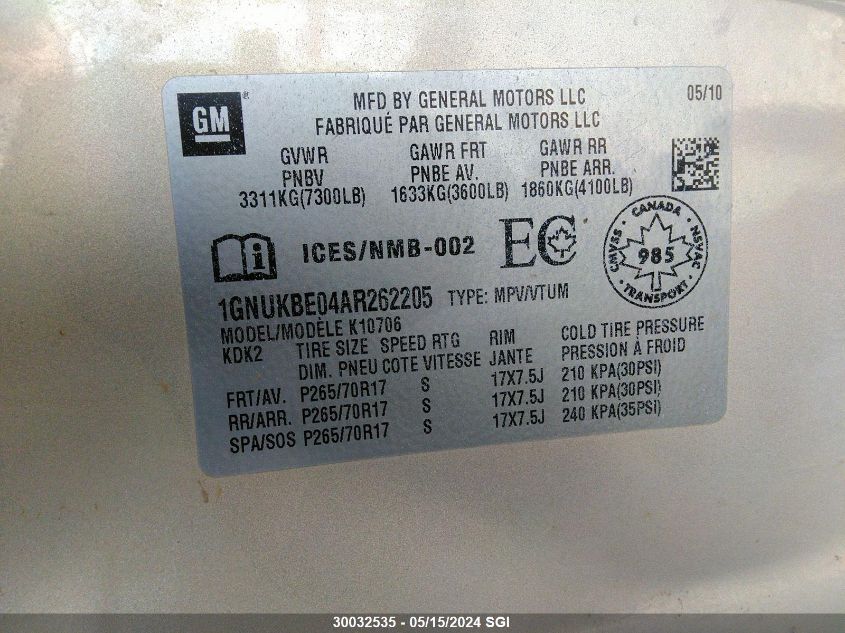 GM
MFD BY GENERAL MOTORS LLC 05/10
FABRIQUÉ PAR GENERAL MOTORS LLC
GVWR GAWR FRT GAWR RR
PNBV PNBE AV. PNBE ARR.
3311KG(7300LB) 1633KG(3600LB) 1860KG(4100LB)
i ICES/NMB-002 EC
CANADA
CMVSS 985 NSVAC
TRANSPORT
1GNUKBE04AR262205 TYPE: MPV/VTUM
MODEL/MODÈLE K10706
KDK2 TIRE SIZE SPEED RTG RIM COLD TIRE PRESSURE
DIM. PNEU COTE VITESSE JANTE PRESSION À FROID
FRT/AV. P265/70R17 S 17X7.5J 210 KPA(30PSI)
RR/ARR. P265/70R17 S 17X7.5J 210 KPA(30PSI)
SPA/SOS P265/70R17 S 17X7.5J 240 KPA(35PSI)
30032535 - 05/15/2024 SGI